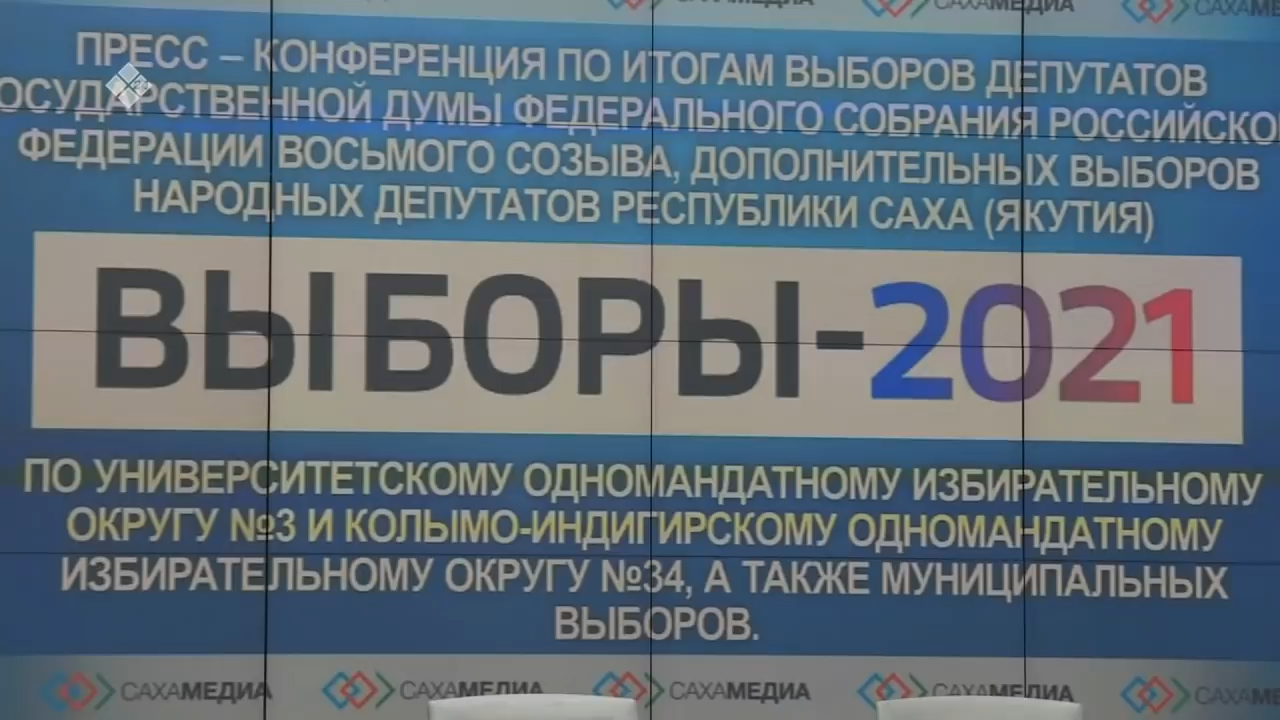 САХАМЕДИА САХАМЕДИА САХАМЕ
ПРЕСС – КОНФЕРЕНЦИЯ ПО ИТОГАМ ВЫБОРОВ ДЕПУТАТОВ
ОСУДАРСТВЕННОЙ ДУМЫ ФЕДЕРАЛЬНОГО СОБРАНИЯ РОССИЙСКО
ФЕДЕРАЦИИ ВОСЬМОГО СОЗЫВА, ДОПОЛНИТЕЛЬНЫХ ВЫБОРОВ
НАРОДНЫХ ДЕПУТАТОВ РЕСПУБЛИКИ САХА (ЯКУТИЯ)
ВЫБОРЫ-2021
ПО УНИВЕРСИТЕТСКОМУ ОДНОМАНДАТНОМУ ИЗБИРАТЕЛЬНОМУ
ОКРУГУ №3 И КОЛЫМО-ИНДИГИРСКОМУ ОДНОМАНДАТНОМУ
ИЗБИРАТЕЛЬНОМУ ОКРУГУ №34, А ТАКЖЕ МУНИЦИПАЛЬНЫХ
ВЫБОРОВ.
САХАМЕДИА САХАМЕДИА САХАМЕДИА САХАМЕДИА САХАМЕ